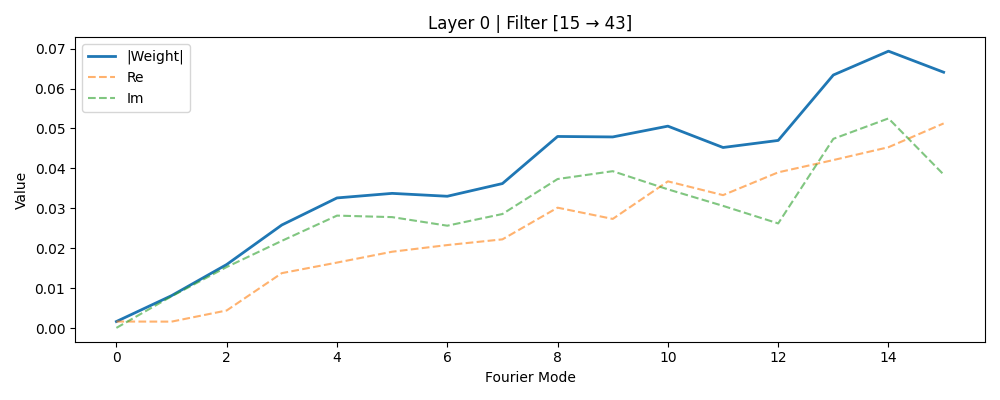 Layer 0 | Filter [15 → 43]
|Weight|
Re
Im
Value
0.07
0.06
0.05
0.04
0.03
0.02
0.01
0.00
0 2 4 6 8 10 12 14
Fourier Mode